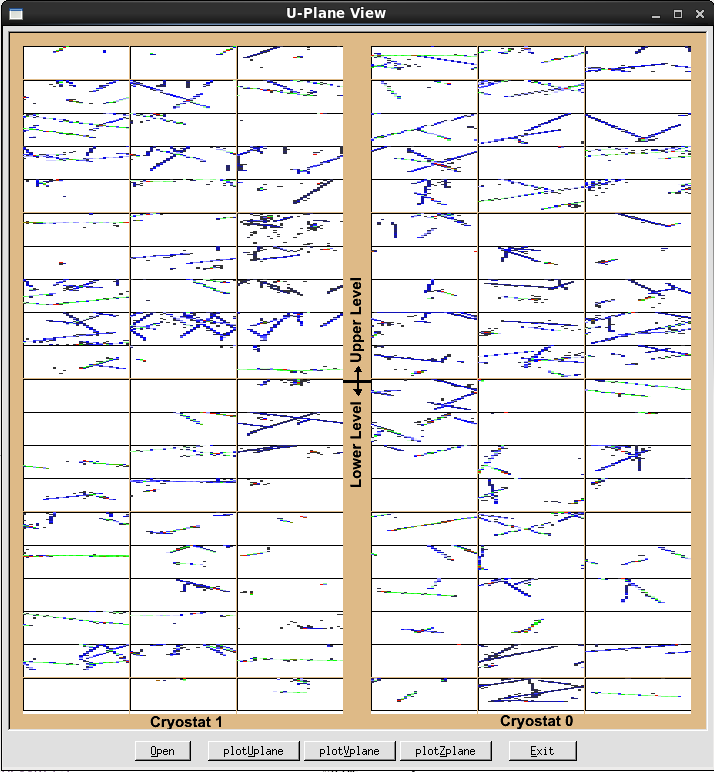 U-Plane View
Upper Level
Lower Level
Cryostat 1
Cryostat 0
Open
plotUplane
plotVplane
plotZplane
Exit